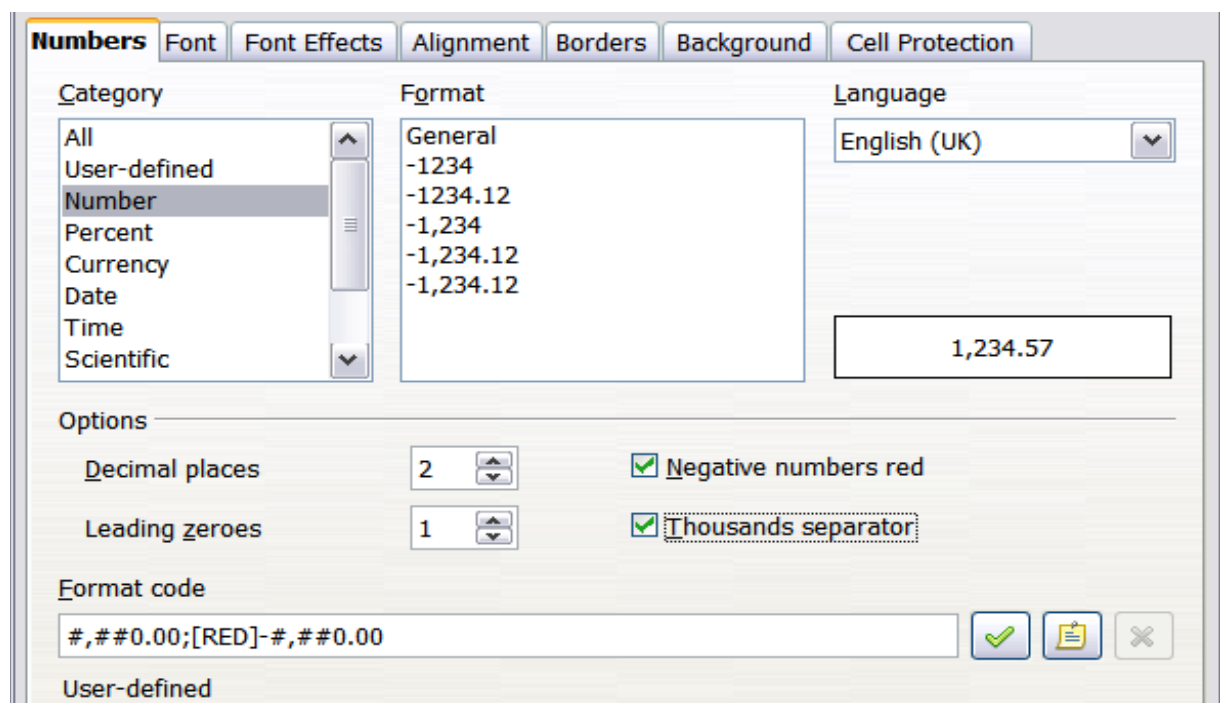 Numbers Font Font Effects Alignment Borders Background Cell Protection
Category
All
User-defined
Number
Percent
Currency
Date
Time
Scientific
Format
General
-1234
-1234.12
-1,234
-1,234.12
-1,234.12
Language
English (UK)
1,234.57
Options
Decimal places 2 Negative numbers red
Leading zeroes 1 Thousands separator
Format code
#,##0.00;[RED]-#,##0.00
User-defined